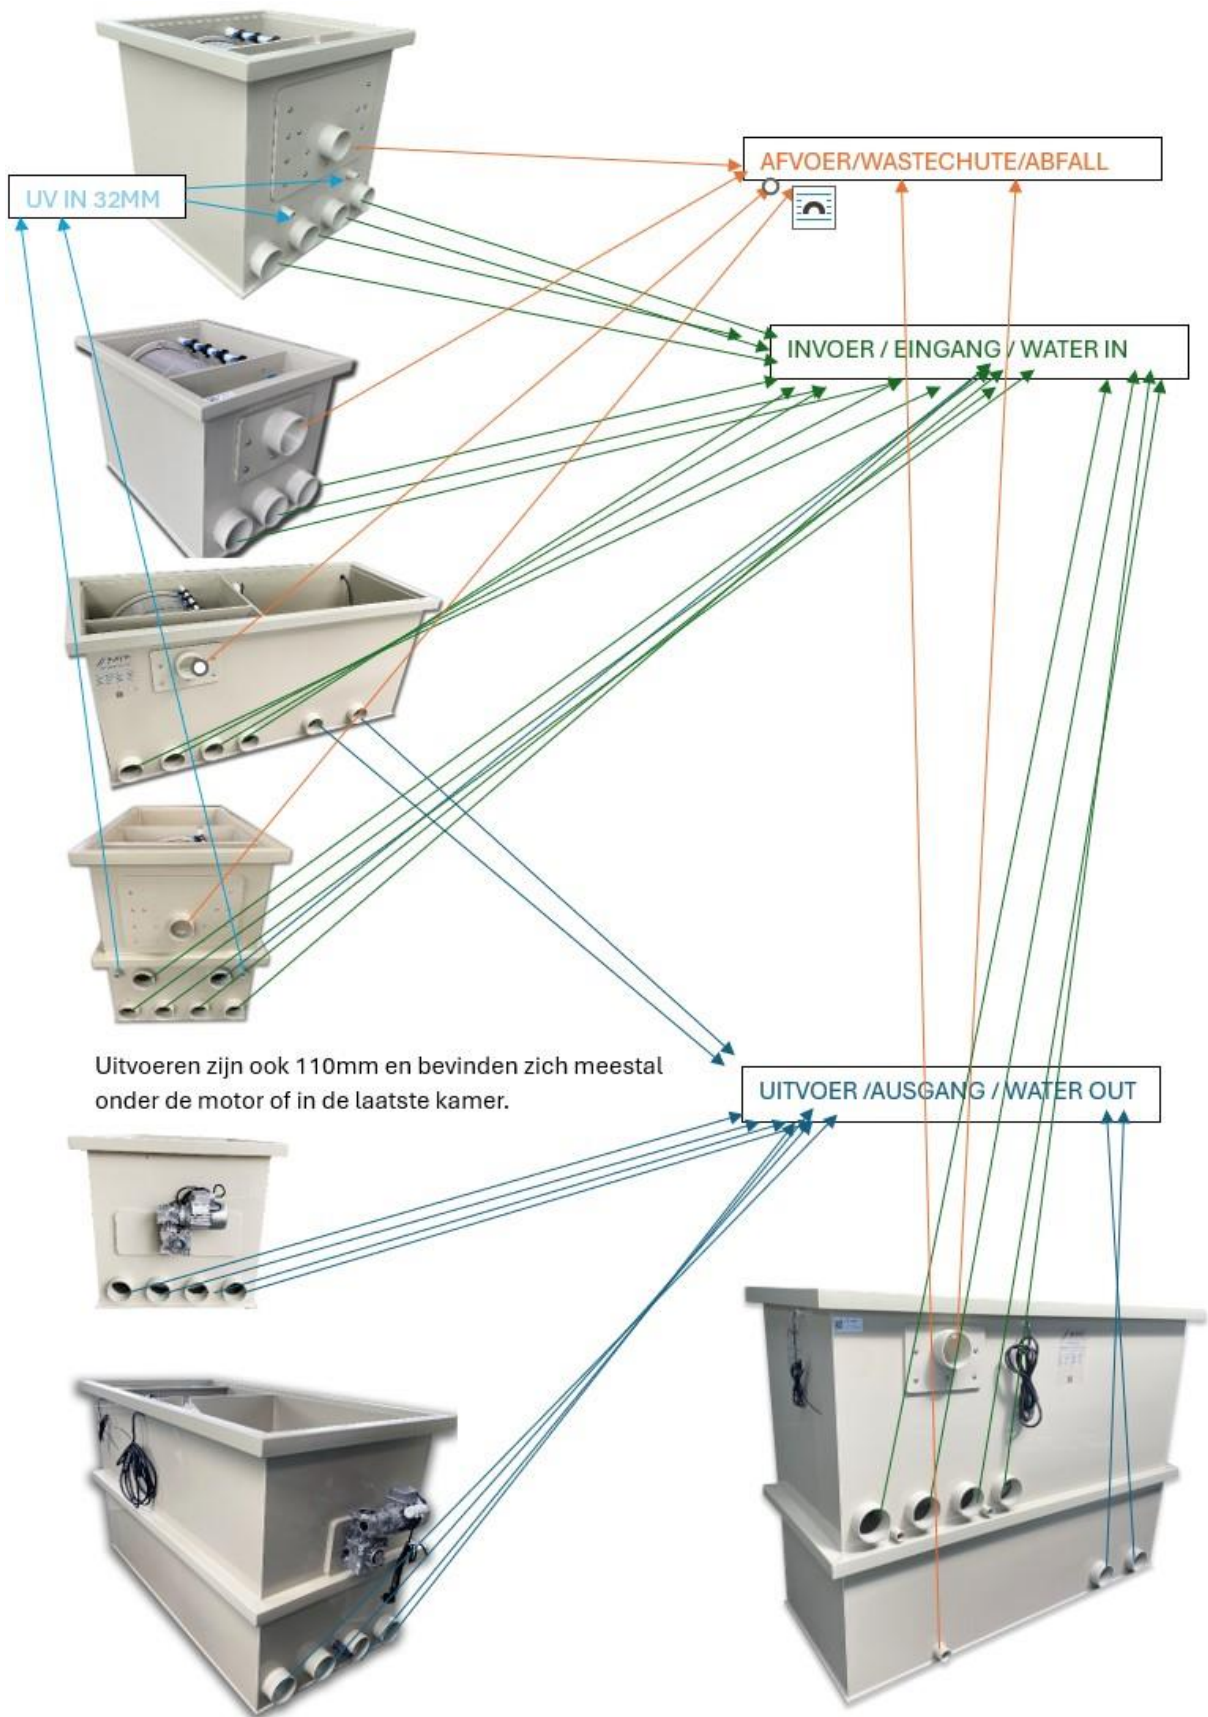 AFVOER/WASTECHUTE/ABFALL
UV IN 32MM
INVOER / EINGANG / WATER IN
Uitvoeren zijn ook 110mm en bevinden zich meestal
onder de motor of in de laatste kamer.
UITVOER /AUSGANG / WATER OUT